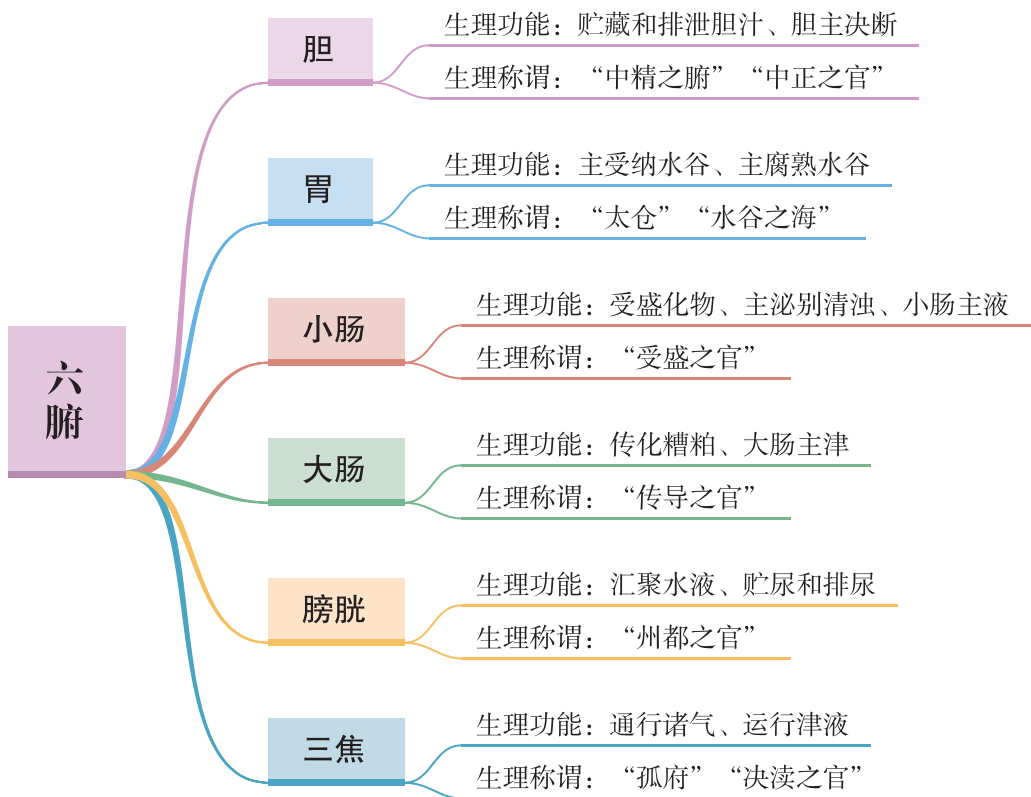 六
腑
胆
生理功能：贮藏和排泄胆汁、胆主决断
生理称谓：“中精之腑”“中正之官”
胃
生理功能：主受纳水谷、主腐熟水谷
生理称谓：“太仓”“水谷之海”
小肠
生理功能：受盛化物、主泌别清浊、小肠主液
生理称谓：“受盛之官”
大肠
生理功能：传化糟粕、大肠主津
生理称谓：“传导之官”
膀胱
生理功能：汇聚水液、贮尿和排尿
生理称谓：“州都之官”
三焦
生理功能：通行诸气、运行津液
生理称谓：“孤府”“决渎之官”